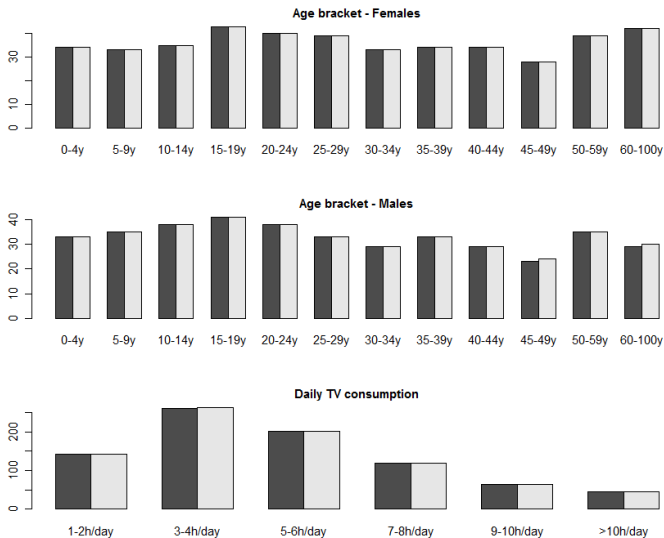 Age bracket - Females
0 10 30
0-4y 5-9y 10-14y 15-19y 20-24y 25-29y 30-34y 35-39y 40-44y 45-49y 50-59y 60-100y
Age bracket - Males
0 10 20 30 40
0-4y 5-9y 10-14y 15-19y 20-24y 25-29y 30-34y 35-39y 40-44y 45-49y 50-59y 60-100y
Daily TV consumption
0 100 200
1-2h/day 3-4h/day 5-6h/day 7-8h/day 9-10h/day >10h/day